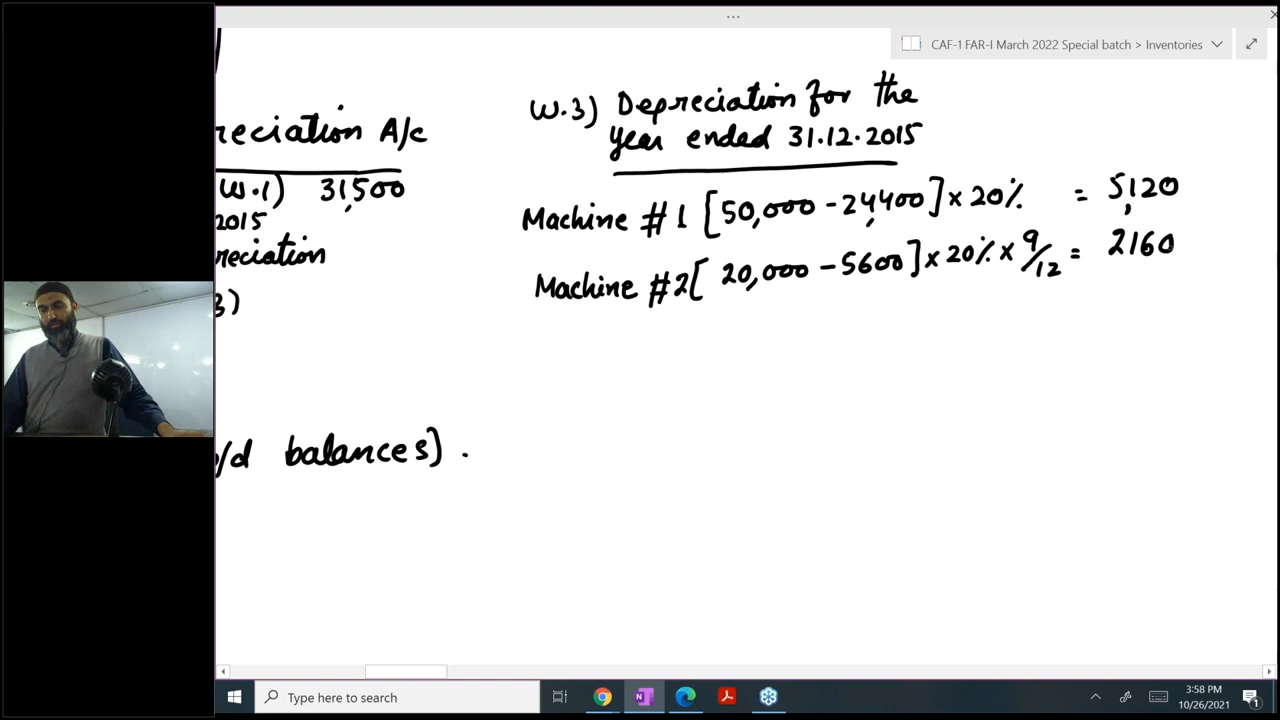 CAF-1 FAR-I March 2022 Special batch > Inventories
reciation A/c
W.1) 31,500
2015
preciation
3)
/d balances).
W.3) Depreciation for the
year ended 31.12.2015
Machine #1 [50,000 - 24,400] x 20% = 5,120
Machine #2 [20,000 - 5600] x 20% x 9/12 = 2160
Type here to search
3:58 PM
10/26/2021